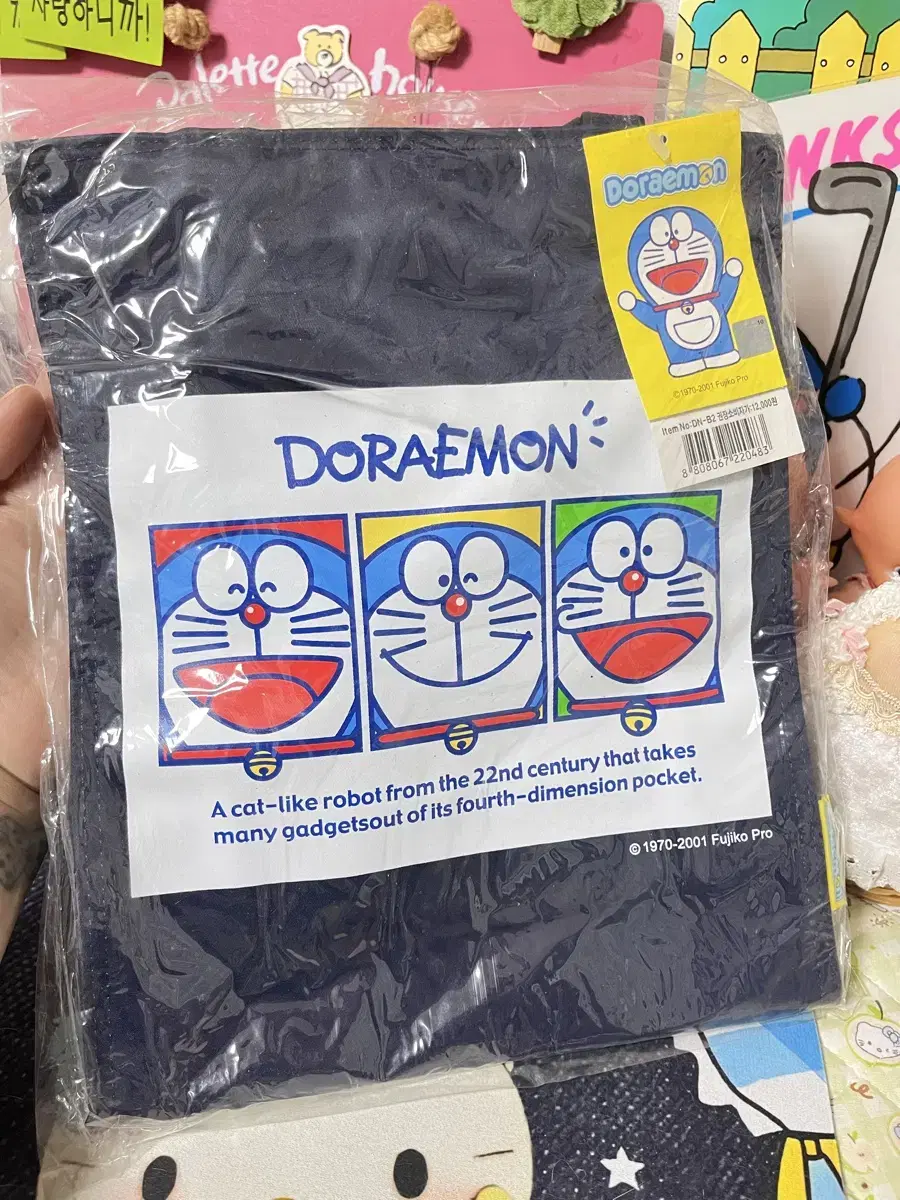 사랑하니까!
Palette
NKS
Doraemon
©1970-2001 Fujiko Pro
Item No:DN-B2 권장소비자가:12,000원
8 808067 220483
DORAEMON
A cat-like robot from the 22nd century that takes
many gadgetsout of its fourth-dimension pocket.
©1970-2001 Fujiko Pro